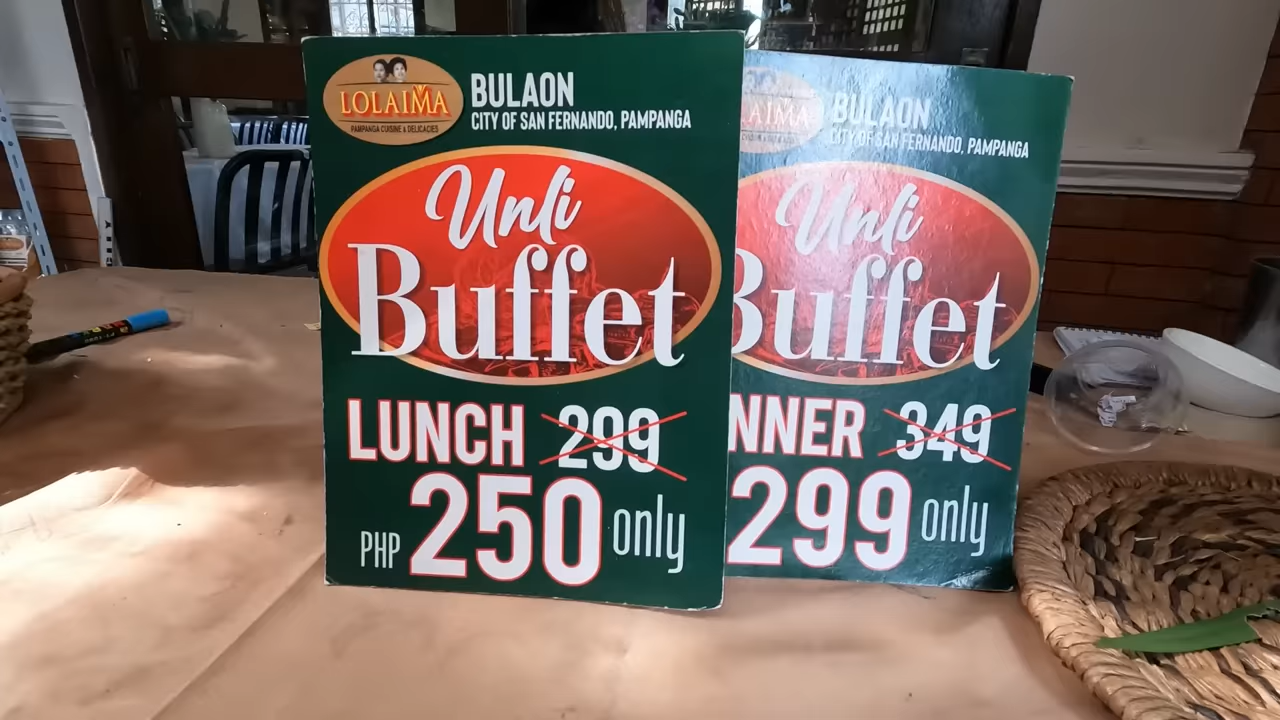 LOLAIMA
PAMPANGA CUISINE & DELICACIES
BULAON
CITY OF SAN FERNANDO, PAMPANGA
Unli
Buffet
LUNCH 299
PHP 250 only
LAIMA
BULAON
CITY OF SAN FERNANDO, PAMPANGA
Unli
Buffet
NNER 349
299 only